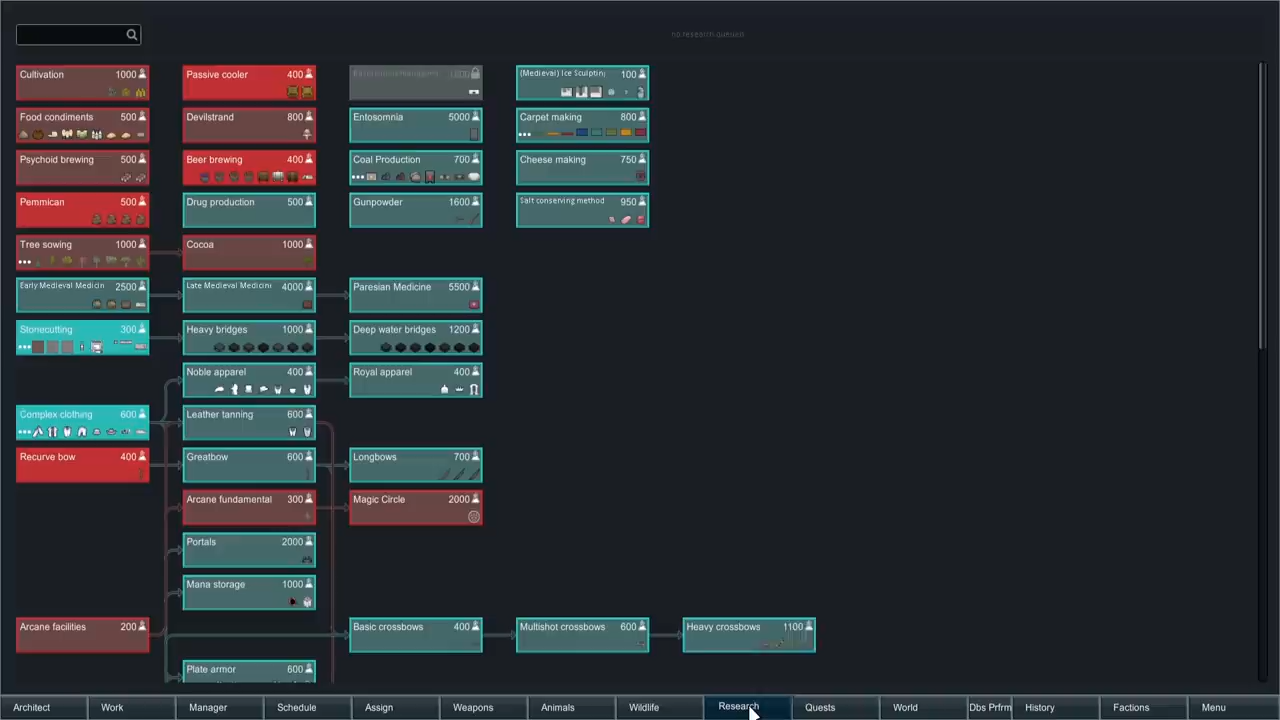 no research queued
Cultivation 1000
Passive cooler 400
(Medieval) Ice Sculptin 100
Food condiments 500
Devilstrand 800
Entosomnia 5000
Carpet making 800
Psychoid brewing 500
Beer brewing 400
Coal Production 700
Cheese making 750
Pemmican 500
Drug production 500
Gunpowder 1600
Salt conserving method 950
Tree sowing 1000
Cocoa 1000
Early Medieval Medicin 2500
Late Medieval Medicin 4000
Paresian Medicine 5500
Stonecutting 300
Heavy bridges 1000
Deep water bridges 1200
Noble apparel 400
Royal apparel 400
Complex clothing 600
Leather tanning 600
Recurve bow 400
Greatbow 600
Longbows 700
Arcane fundamental 300
Magic Circle 2000
Portals 2000
Mana storage 1000
Arcane facilities 200
Basic crossbows 400
Multishot crossbows 600
Heavy crossbows 1100
Plate armor 600
Architect Work Manager Schedule Assign Weapons Animals Wildlife Research Quests World Dbs Prfrm History Factions Menu